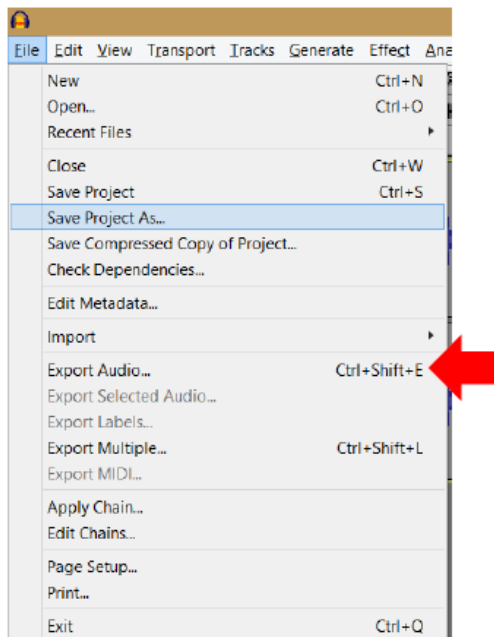 File Edit View Transport Tracks Generate Effect Ana
New Ctrl+N
Open... Ctrl+O
Recent Files
Close Ctrl+W
Save Project Ctrl+S
Save Project As...
Save Compressed Copy of Project...
Check Dependencies...
Edit Metadata...
Import
Export Audio... Ctrl+Shift+E
Export Selected Audio...
Export Labels...
Export Multiple... Ctrl+Shift+L
Export MIDI...
Apply Chain...
Edit Chains...
Page Setup...
Print...
Exit Ctrl+Q